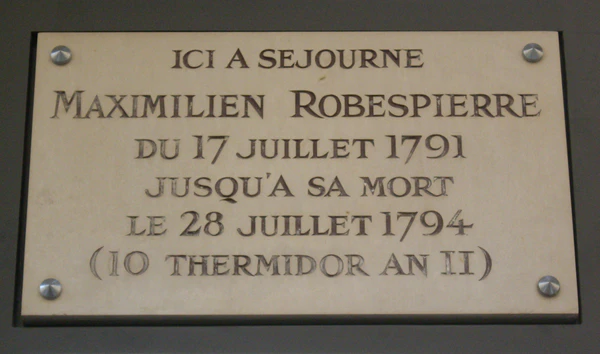 ICI A SEJOURNE
MAXIMILIEN ROBESPIERRE
DU 17 JUILLET 1791
JUSQU'A SA MORT
LE 28 JUILLET 1794
(10 THERMIDOR AN II)